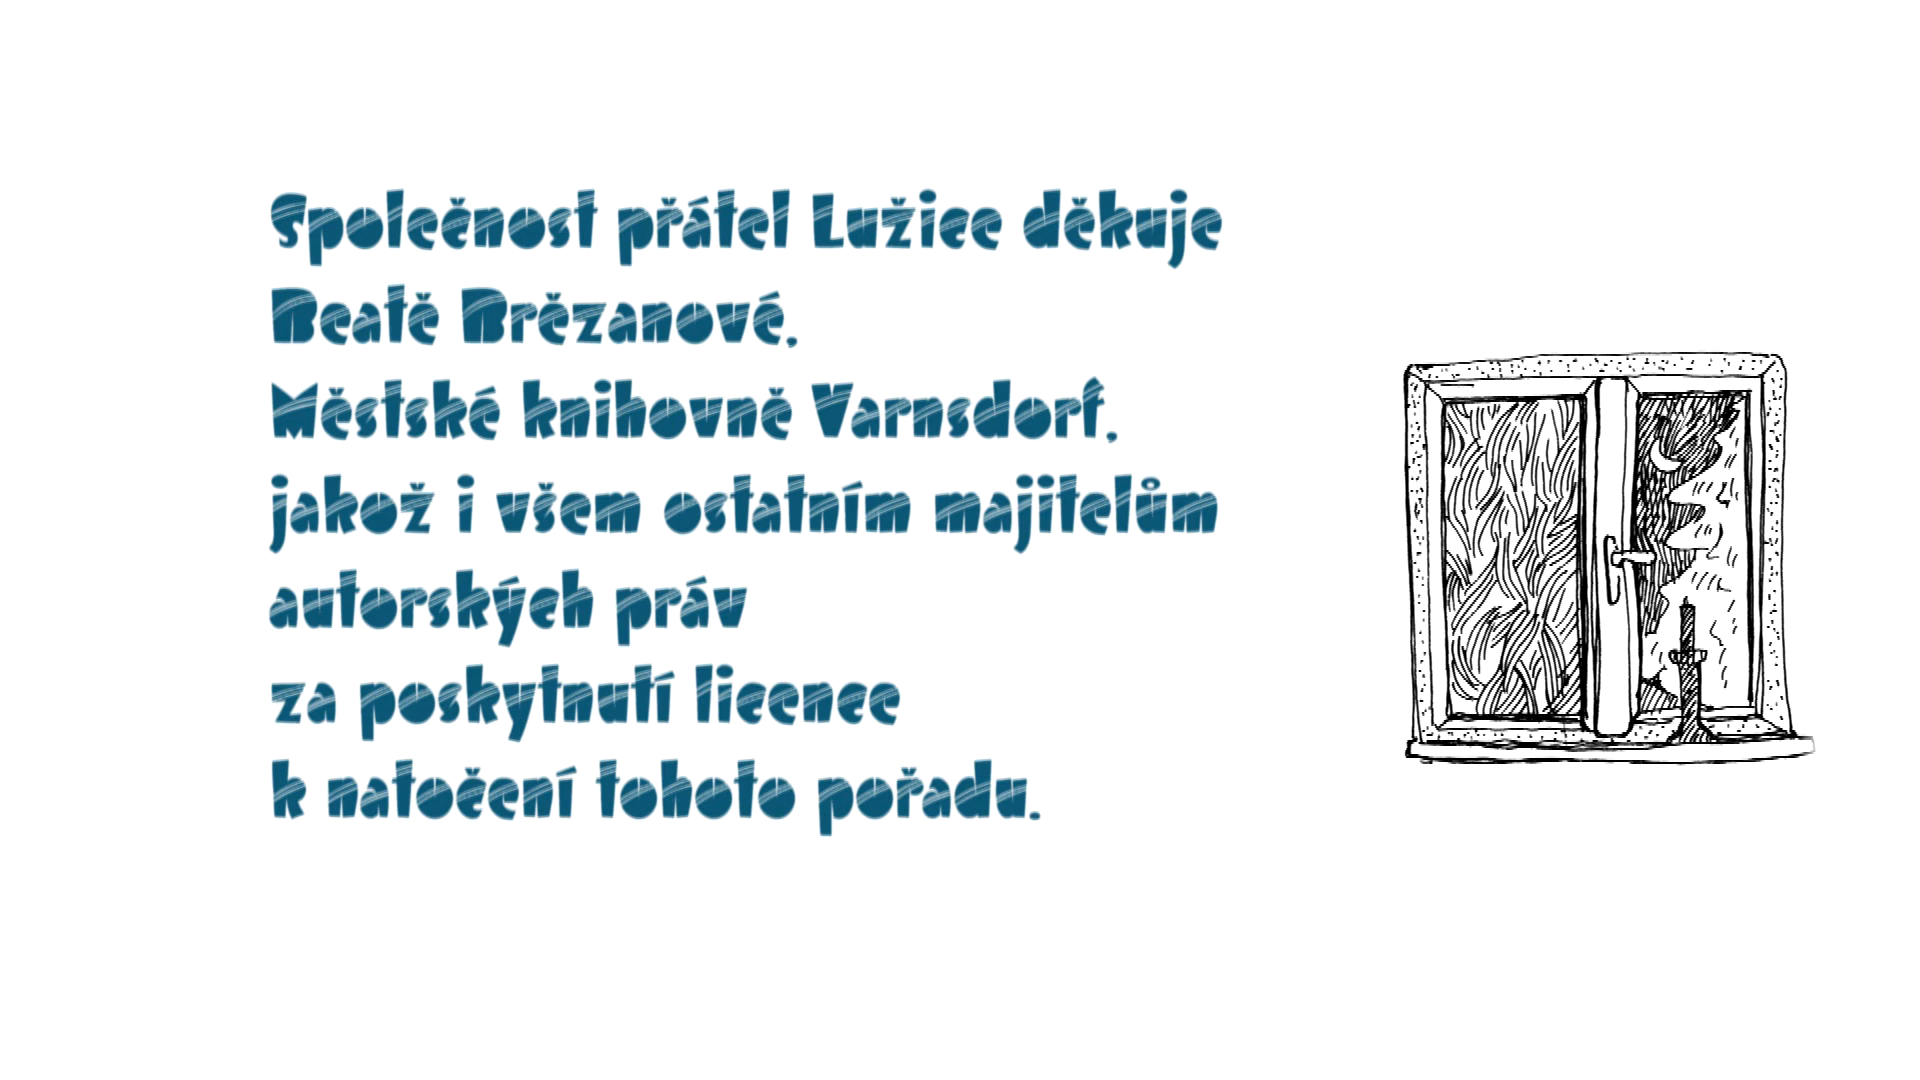 Společnost přátel Lužice děkuje
Beatě Brězanové,
Městské knihovně Varnsdorf,
jakož i všem ostatním majitelům
autorských práv
za poskytnutí licence
k natočení tohoto pořadu.